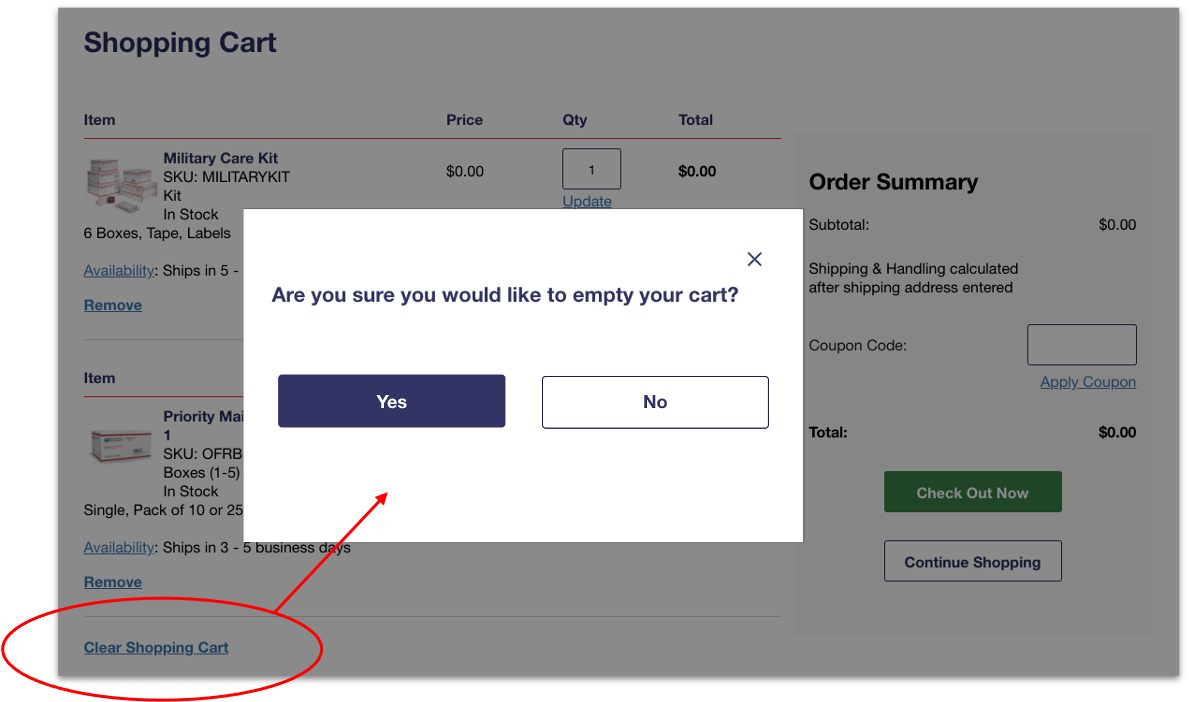 Shopping Cart
Item Price Qty Total
Military Care Kit
SKU: MILITARYKIT
Kit
In Stock
6 Boxes, Tape, Labels
$0.00
1
Update
$0.00
Availability: Ships in 5 -
Remove
Item
Priority Mai
1
SKU: OFRB
Boxes (1-5)
In Stock
Single, Pack of 10 or 25
Availability: Ships in 3 - 5 business days
Remove
Clear Shopping Cart
Are you sure you would like to empty your cart?
Yes
No
Order Summary
Subtotal: $0.00
Shipping & Handling calculated
after shipping address entered
Coupon Code:
Apply Coupon
Total: $0.00
Check Out Now
Continue Shopping